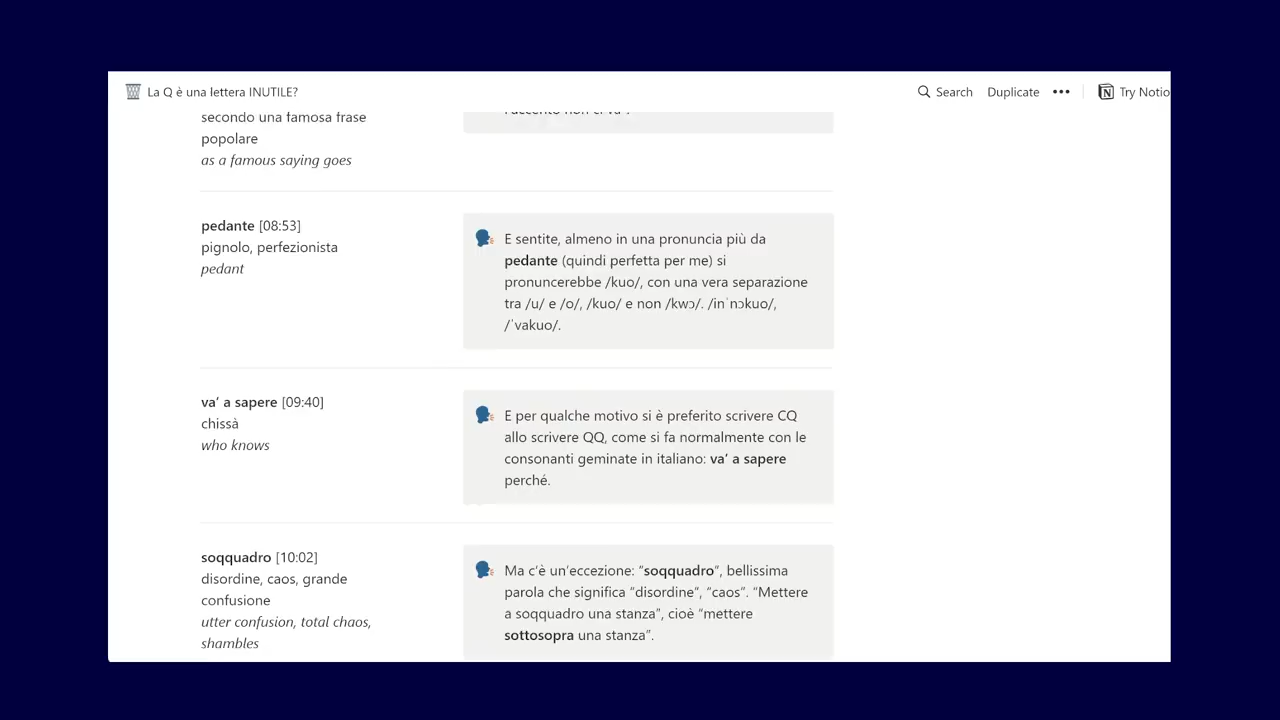 La Q è una lettera INUTILE?
Search
Duplicate
•••
Try Notio
secondo una famosa frase
popolare
as a famous saying goes
pedante [08:53]
pignolo, perfezionista
pedant
E sentite, almeno in una pronuncia più da
pedante (quindi perfetta per me) si
pronuncerebbe /kuo/, con una vera separazione
tra /u/ e /o/, /kuo/ e non /kwɔ/. /inˈnɔkuo/,
/ˈvakuo/.
va’ a sapere [09:40]
chissà
who knows
E per qualche motivo si è preferito scrivere CQ
allo scrivere QQ, come si fa normalmente con le
consonanti geminate in italiano: va’ a sapere
perché.
soqquadro [10:02]
disordine, caos, grande
confusione
utter confusion, total chaos,
shambles
Ma c’è un’eccezione: “soqquadro”, bellissima
parola che significa “disordine”, “caos”. “Mettere
a soqquadro una stanza”, cioè “mettere
sottosopra una stanza”.